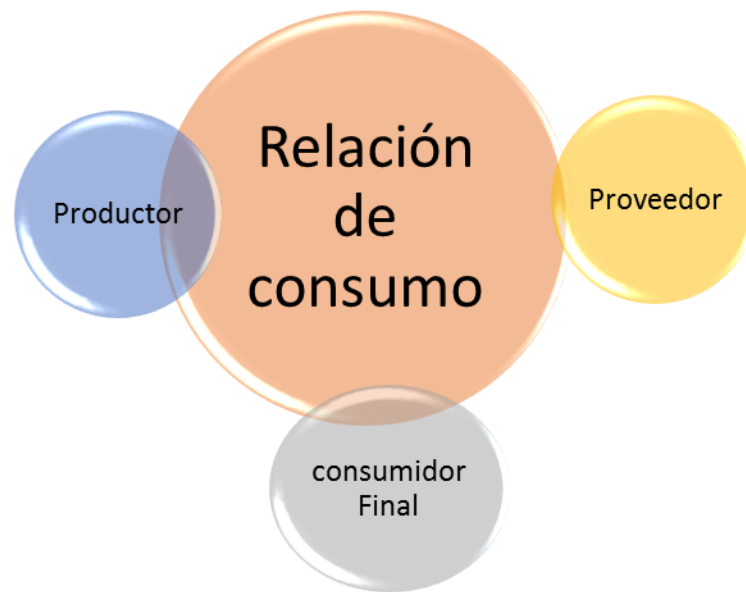 Relación
de
consumo
Productor
Proveedor
consumidor
Final